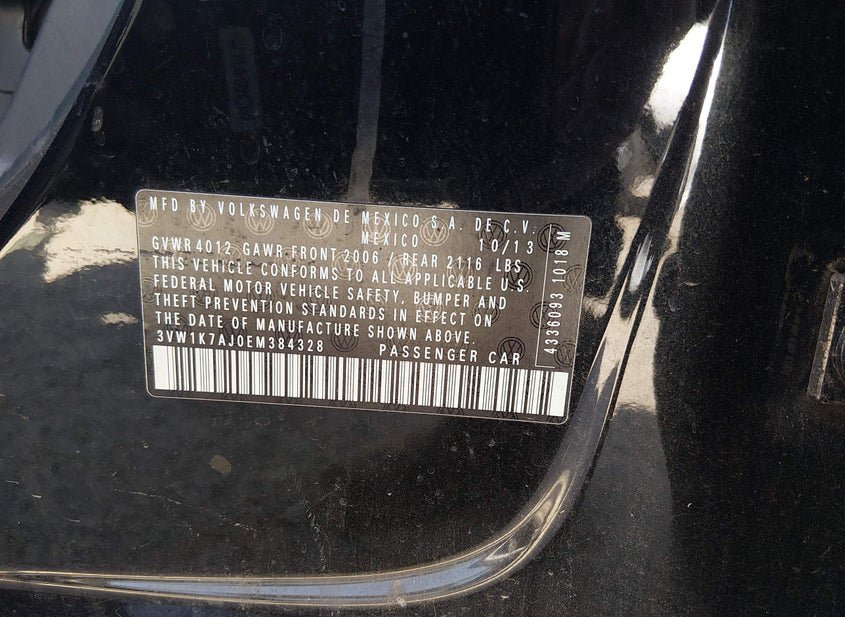 MFD BY VOLKSWAGEN DE MEXICO S.A. DE C.V.
MEXICO 10/13
GVWR 4012 GAWR FRONT 2006 / REAR 2116 LBS
THIS VEHICLE CONFORMS TO ALL APPLICABLE U.S.
FEDERAL MOTOR VEHICLE SAFETY, BUMPER AND
THEFT PREVENTION STANDARDS IN EFFECT ON
THE DATE OF MANUFACTURE SHOWN ABOVE.
3VW1K7AJ0EM384328 PASSENGER CAR
4336093 1018 M